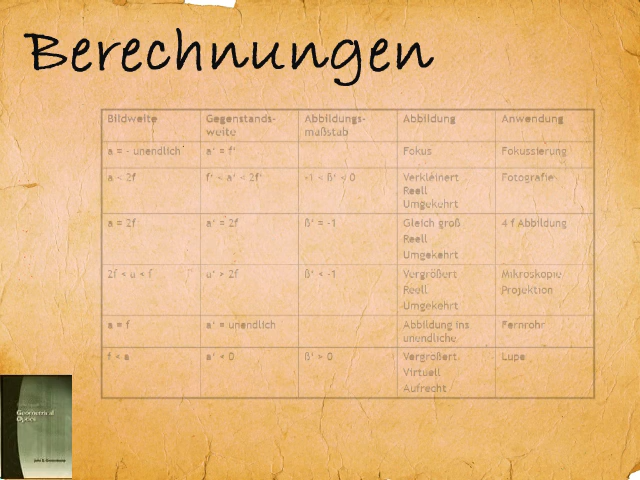 Berechnungen
Bildweite Gegenstands- Abbildungs- Abbildung Anwendung
weite maßstab
a = - unendlich a' = f' Fokus Fokussierung
a < 2f f' < a' < 2f' -1 < ß' < 0 Verkleinert Fotografie
Reell
Umgekehrt
a = 2f a' = 2f ß' = -1 Gleich groß 4 f Abbildung
Reell
Umgekehrt
2f < a < f a' > 2f ß' < -1 Vergrößert Mikroskopie
Reell Projektion
Umgekehrt
a = f a' = unendlich Abbildung ins Fernrohr
unendliche
f < a a' < 0 ß' > 0 Vergrößert Lupe
Virtuell
Aufrecht
Geometrical
Optics